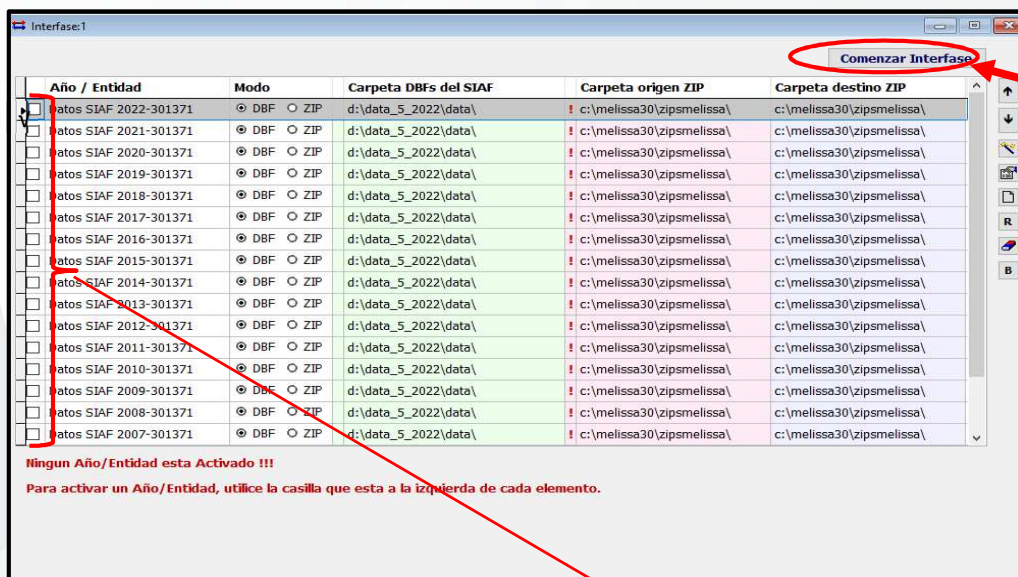 Interfase:1
Comenzar Interfase
Año / Entidad Modo Carpeta DBFs del SIAF Carpeta origen ZIP Carpeta destino ZIP
Datos SIAF 2022-301371 DBF ZIP d:\data_5_2022\data\ ! c:\melissa30\zipsmelissa\ c:\melissa30\zipsmelissa\
Datos SIAF 2021-301371 DBF ZIP d:\data_5_2022\data\ ! c:\melissa30\zipsmelissa\ c:\melissa30\zipsmelissa\
Datos SIAF 2020-301371 DBF ZIP d:\data_5_2022\data\ ! c:\melissa30\zipsmelissa\ c:\melissa30\zipsmelissa\
Datos SIAF 2019-301371 DBF ZIP d:\data_5_2022\data\ ! c:\melissa30\zipsmelissa\ c:\melissa30\zipsmelissa\
Datos SIAF 2018-301371 DBF ZIP d:\data_5_2022\data\ ! c:\melissa30\zipsmelissa\ c:\melissa30\zipsmelissa\
Datos SIAF 2017-301371 DBF ZIP d:\data_5_2022\data\ ! c:\melissa30\zipsmelissa\ c:\melissa30\zipsmelissa\
R
Datos SIAF 2016-301371 DBF ZIP d:\data_5_2022\data\ ! c:\melissa30\zipsmelissa\ c:\melissa30\zipsmelissa\
Datos SIAF 2015-301371 DBF ZIP d:\data_5_2022\data\ ! c:\melissa30\zipsmelissa\ c:\melissa30\zipsmelissa\
B
Datos SIAF 2014-301371 DBF ZIP d:\data_5_2022\data\ ! c:\melissa30\zipsmelissa\ c:\melissa30\zipsmelissa\
Datos SIAF 2013-301371 DBF ZIP d:\data_5_2022\data\ ! c:\melissa30\zipsmelissa\ c:\melissa30\zipsmelissa\
Datos SIAF 2012-301371 DBF ZIP d:\data_5_2022\data\ ! c:\melissa30\zipsmelissa\ c:\melissa30\zipsmelissa\
Datos SIAF 2011-301371 DBF ZIP d:\data_5_2022\data\ ! c:\melissa30\zipsmelissa\ c:\melissa30\zipsmelissa\
Datos SIAF 2010-301371 DBF ZIP d:\data_5_2022\data\ ! c:\melissa30\zipsmelissa\ c:\melissa30\zipsmelissa\
Datos SIAF 2009-301371 DBF ZIP d:\data_5_2022\data\ ! c:\melissa30\zipsmelissa\ c:\melissa30\zipsmelissa\
Datos SIAF 2008-301371 DBF ZIP d:\data_5_2022\data\ ! c:\melissa30\zipsmelissa\ c:\melissa30\zipsmelissa\
Datos SIAF 2007-301371 DBF ZIP d:\data_5_2022\data\ ! c:\melissa30\zipsmelissa\ c:\melissa30\zipsmelissa\
Ningun Año/Entidad esta Activado !!!
Para activar un Año/Entidad, utilice la casilla que esta a la izquierda de cada elemento.